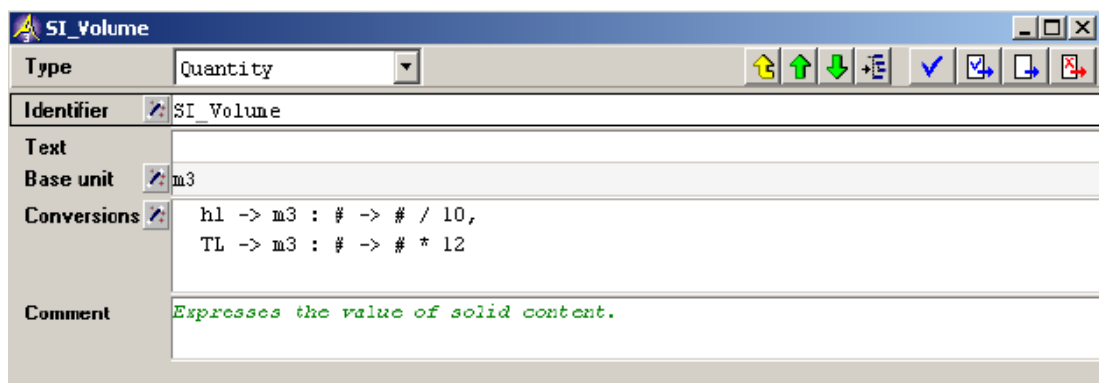 SI_Volume
Type Quantity
Identifier SI_Volume
Text
Base unit m3
Conversions hl -> m3 : # -> # / 10,
TL -> m3 : # -> # * 12
Comment Expresses the value of solid content.